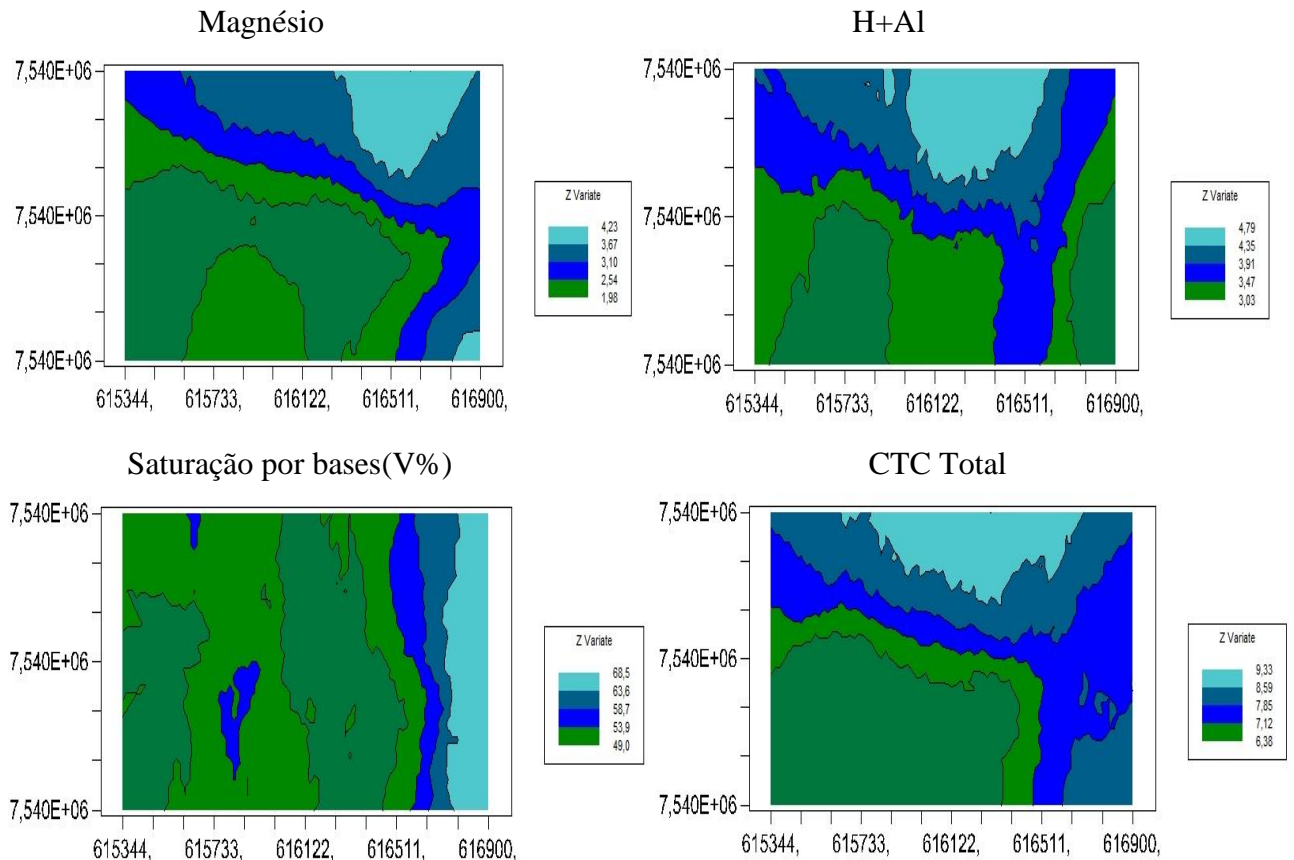 Magnésio
7,540E+06
7,540E+06
7,540E+06
615344, 615733, 616122, 616511, 616900,
Z Variate
4,23
3,67
3,10
2,54
1,98
H+Al
7,540E+06
7,540E+06
7,540E+06
615344, 615733, 616122, 616511, 616900,
Z Variate
4,79
4,35
3,91
3,47
3,03
Saturação por bases(V%)
7,540E+06
7,540E+06
7,540E+06
615344, 615733, 616122, 616511, 616900,
Z Variate
68,5
63,6
58,7
53,9
49,0
CTC Total
7,540E+06
7,540E+06
7,540E+06
615344, 615733, 616122, 616511, 616900,
Z Variate
9,33
8,59
7,85
7,12
6,38